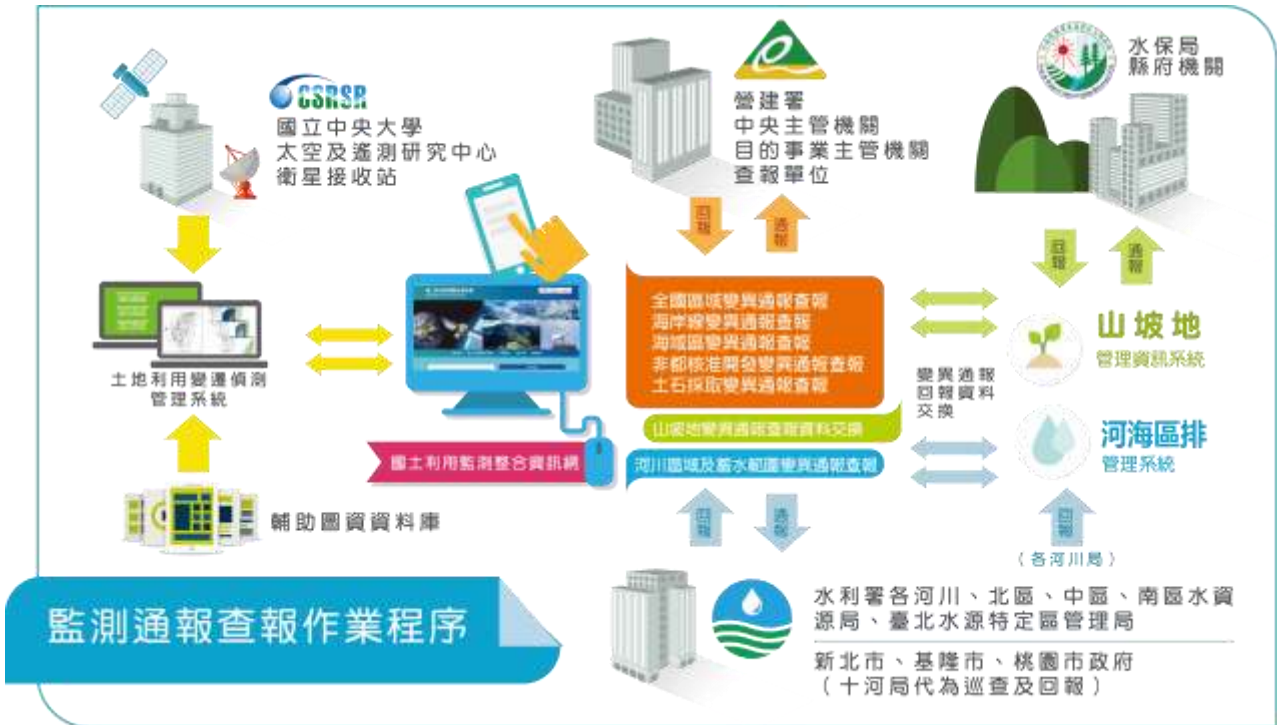 CSRSR
國立中央大學
太空及遙測研究中心
衛星接收站
營建署
中央主管機關
目的事業主管機關
查報單位
水保局
縣府機關
回報
通報
回報
通報
土地利用變遷偵測
管理系統
全國區域變異通報查報
海岸線變異通報查報
海域區變異通報查報
非都核准開發變異通報查報
土石採取變異通報查報
山坡地變異通報查報資料交換
河川區域及蓄水範圍變異通報查報
國土利用監測整合資訊網
變異通報
回報資料
交換
山坡地
管理資訊系統
河海區排
管理系統
輔助圖資資料庫
回報
通報
回報
(各河川局)
監測通報查報作業程序
水利署各河川、北區、中區、南區水資
源局、臺北水源特定區管理局
新北市、基隆市、桃園市政府
(十河局代為巡查及回報)